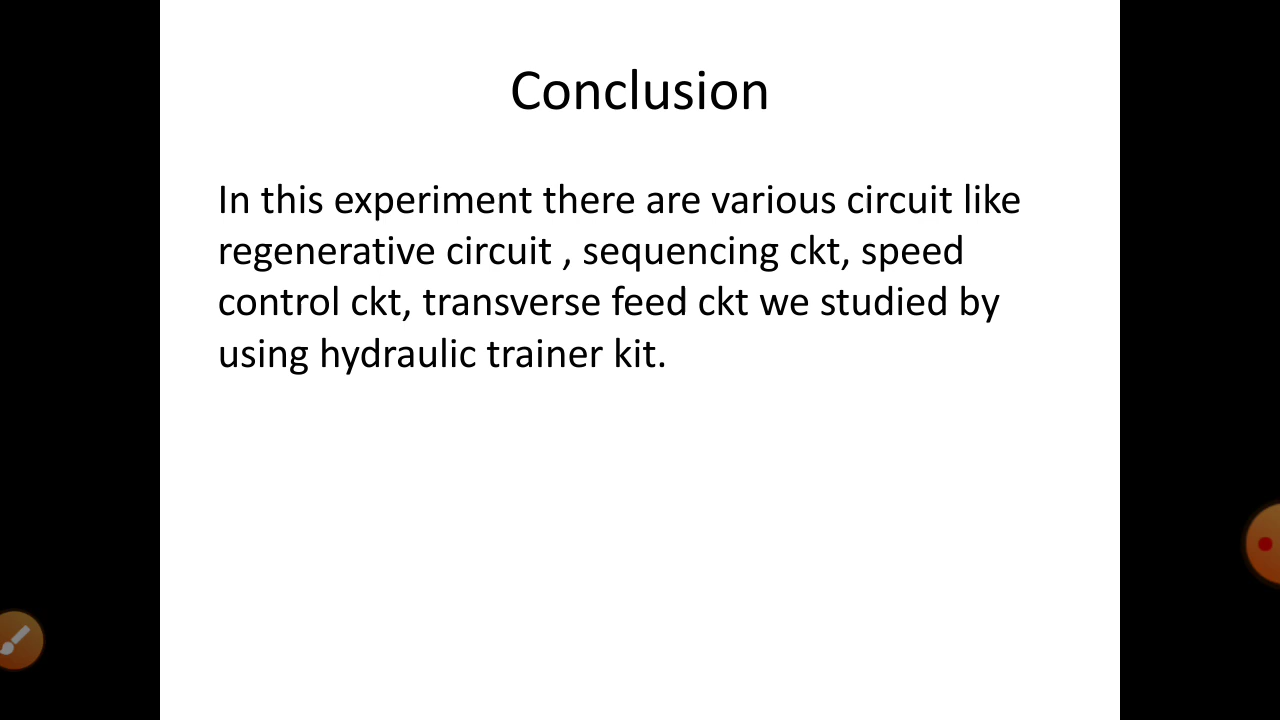 Conclusion
In this experiment there are various circuit like
regenerative circuit , sequencing ckt, speed
control ckt, transverse feed ckt we studied by
using hydraulic trainer kit.